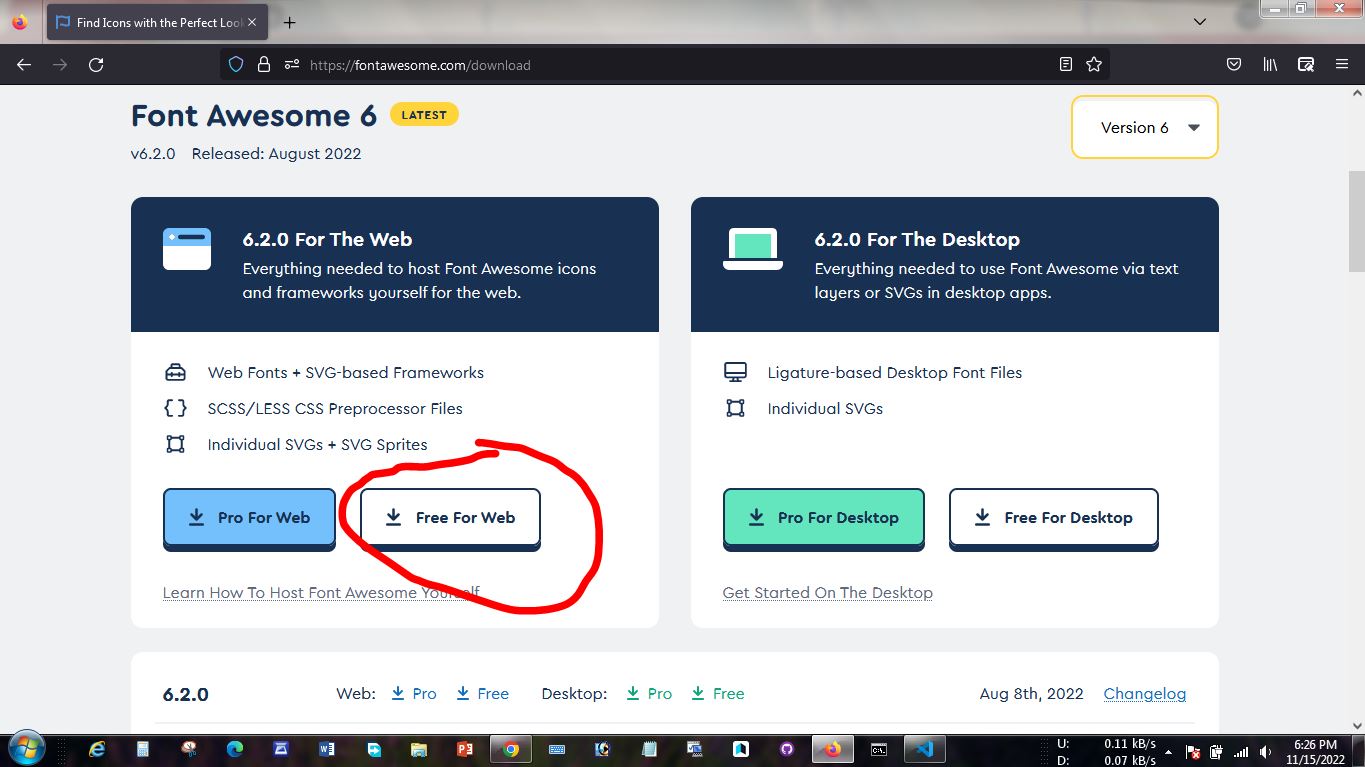 Find Icons with the Perfect Look
https://fontawesome.com/download
Font Awesome 6 LATEST
Version 6
v6.2.0 Released: August 2022
6.2.0 For The Web
Everything needed to host Font Awesome icons
and frameworks yourself for the web.
Web Fonts + SVG-based Frameworks
SCSS/LESS CSS Preprocessor Files
Individual SVGs + SVG Sprites
Pro For Web
Free For Web
Learn How To Host Font Awesome Yourself
6.2.0 For The Desktop
Everything needed to use Font Awesome via text
layers or SVGs in desktop apps.
Ligature-based Desktop Font Files
Individual SVGs
Pro For Desktop
Free For Desktop
Get Started On The Desktop
6.2.0 Web: Pro Free Desktop: Pro Free Aug 8th, 2022 Changelog
U: 0.11 kB/s
D: 0.07 kB/s
6:26 PM
11/15/2022